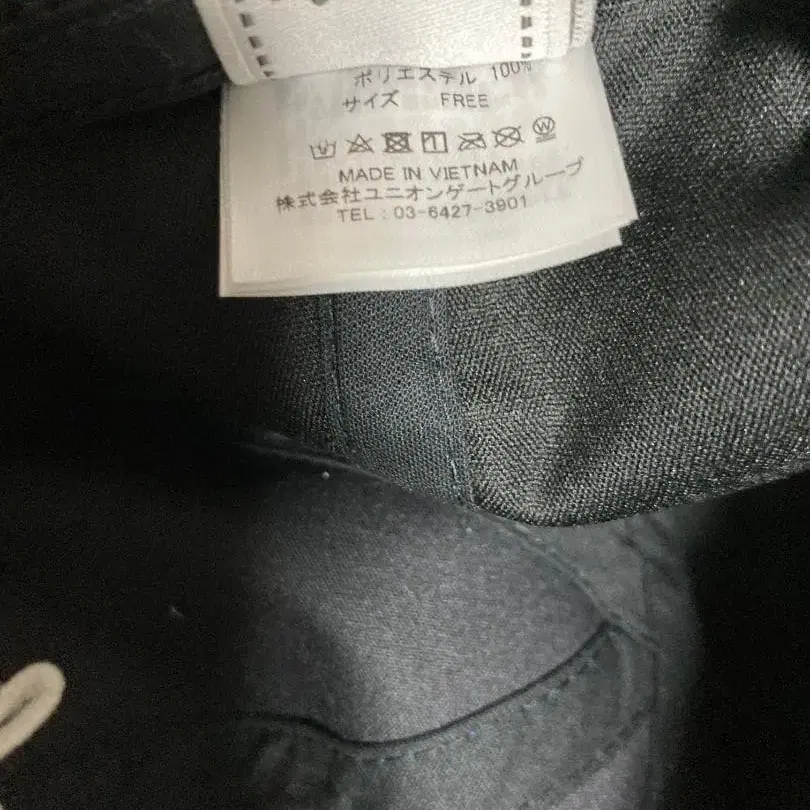 ポリエステル 100%
サイズ FREE
MADE IN VIETNAM
株式会社ユニオンゲートグループ
TEL : 03-6427-3901